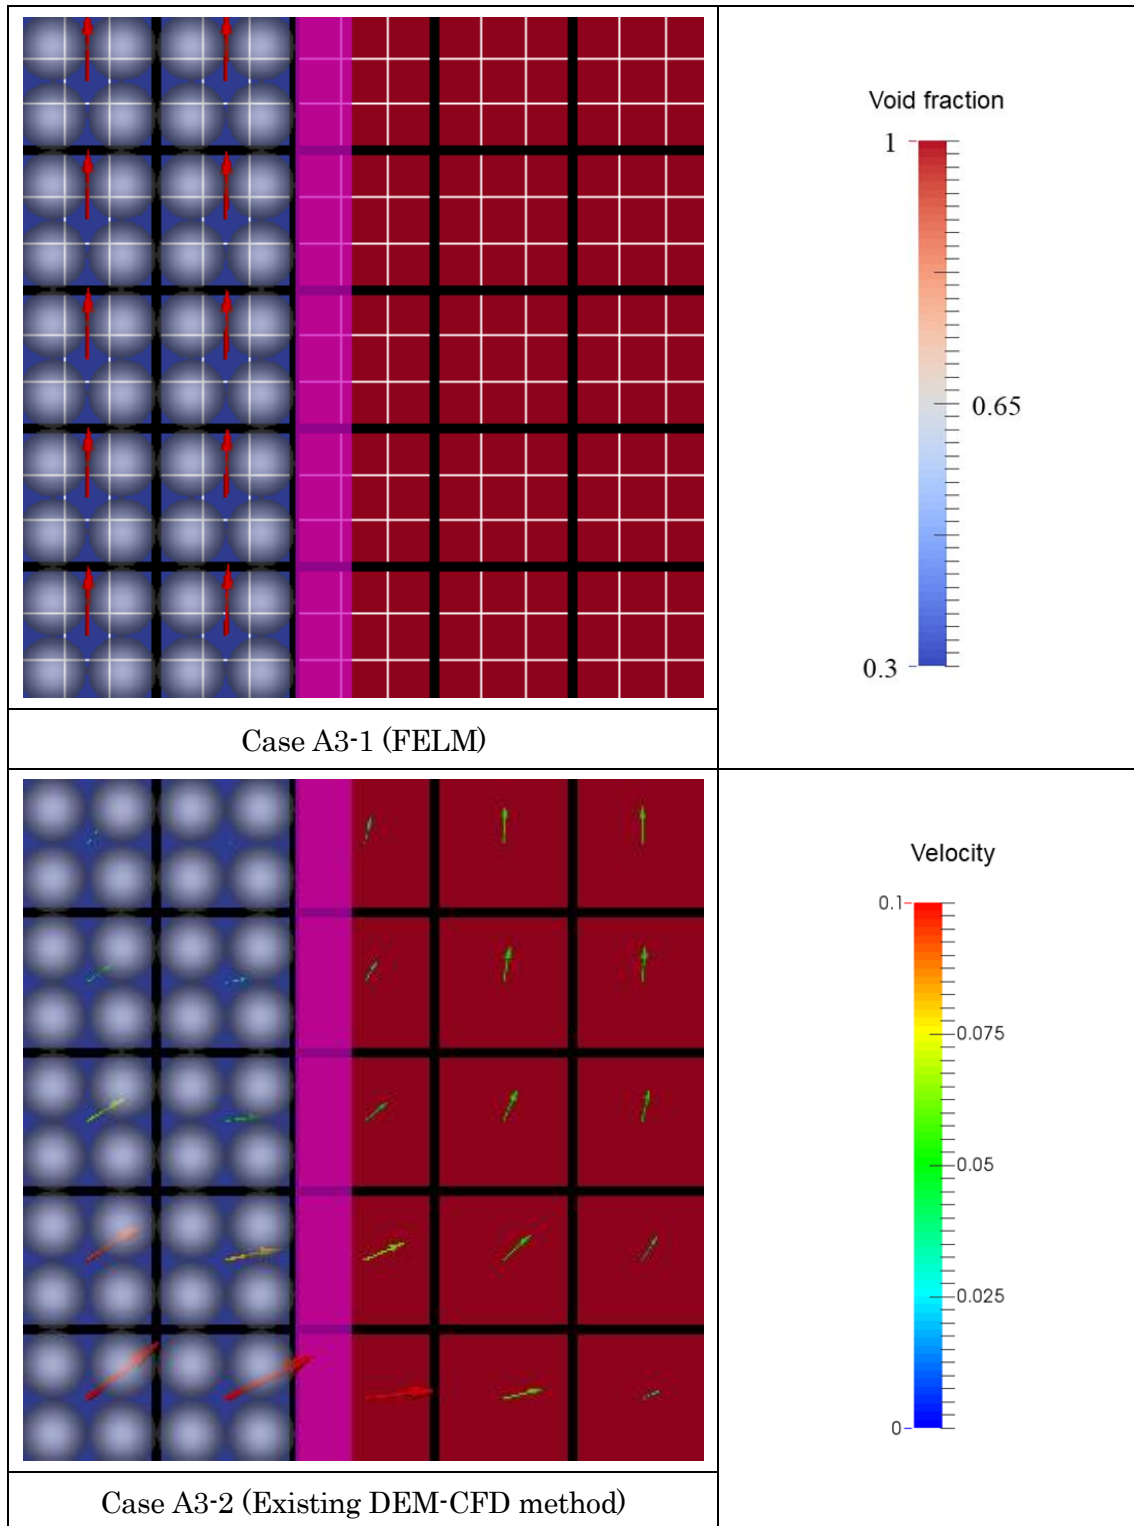 Void fraction
1
0.65
0.3
Case A3-1 (FELM)
Velocity
0.1
0.075
0.05
0.025
0
Case A3-2 (Existing DEM-CFD method)